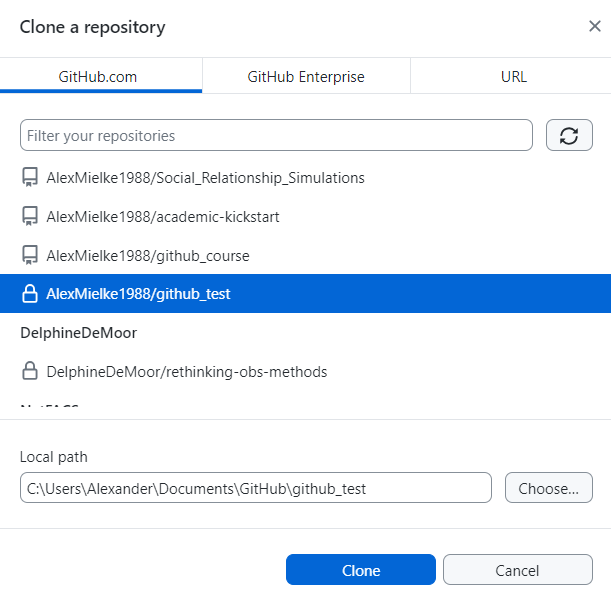 Clone a repository
GitHub.com GitHub Enterprise URL
Filter your repositories
AlexMielke1988/Social_Relationship_Simulations
AlexMielke1988/academic-kickstart
AlexMielke1988/github_course
AlexMielke1988/github_test
DelphineDeMoor
DelphineDeMoor/rethinking-obs-methods
Local path
C:\Users\Alexander\Documents\GitHub\github_test Choose...
Clone Cancel